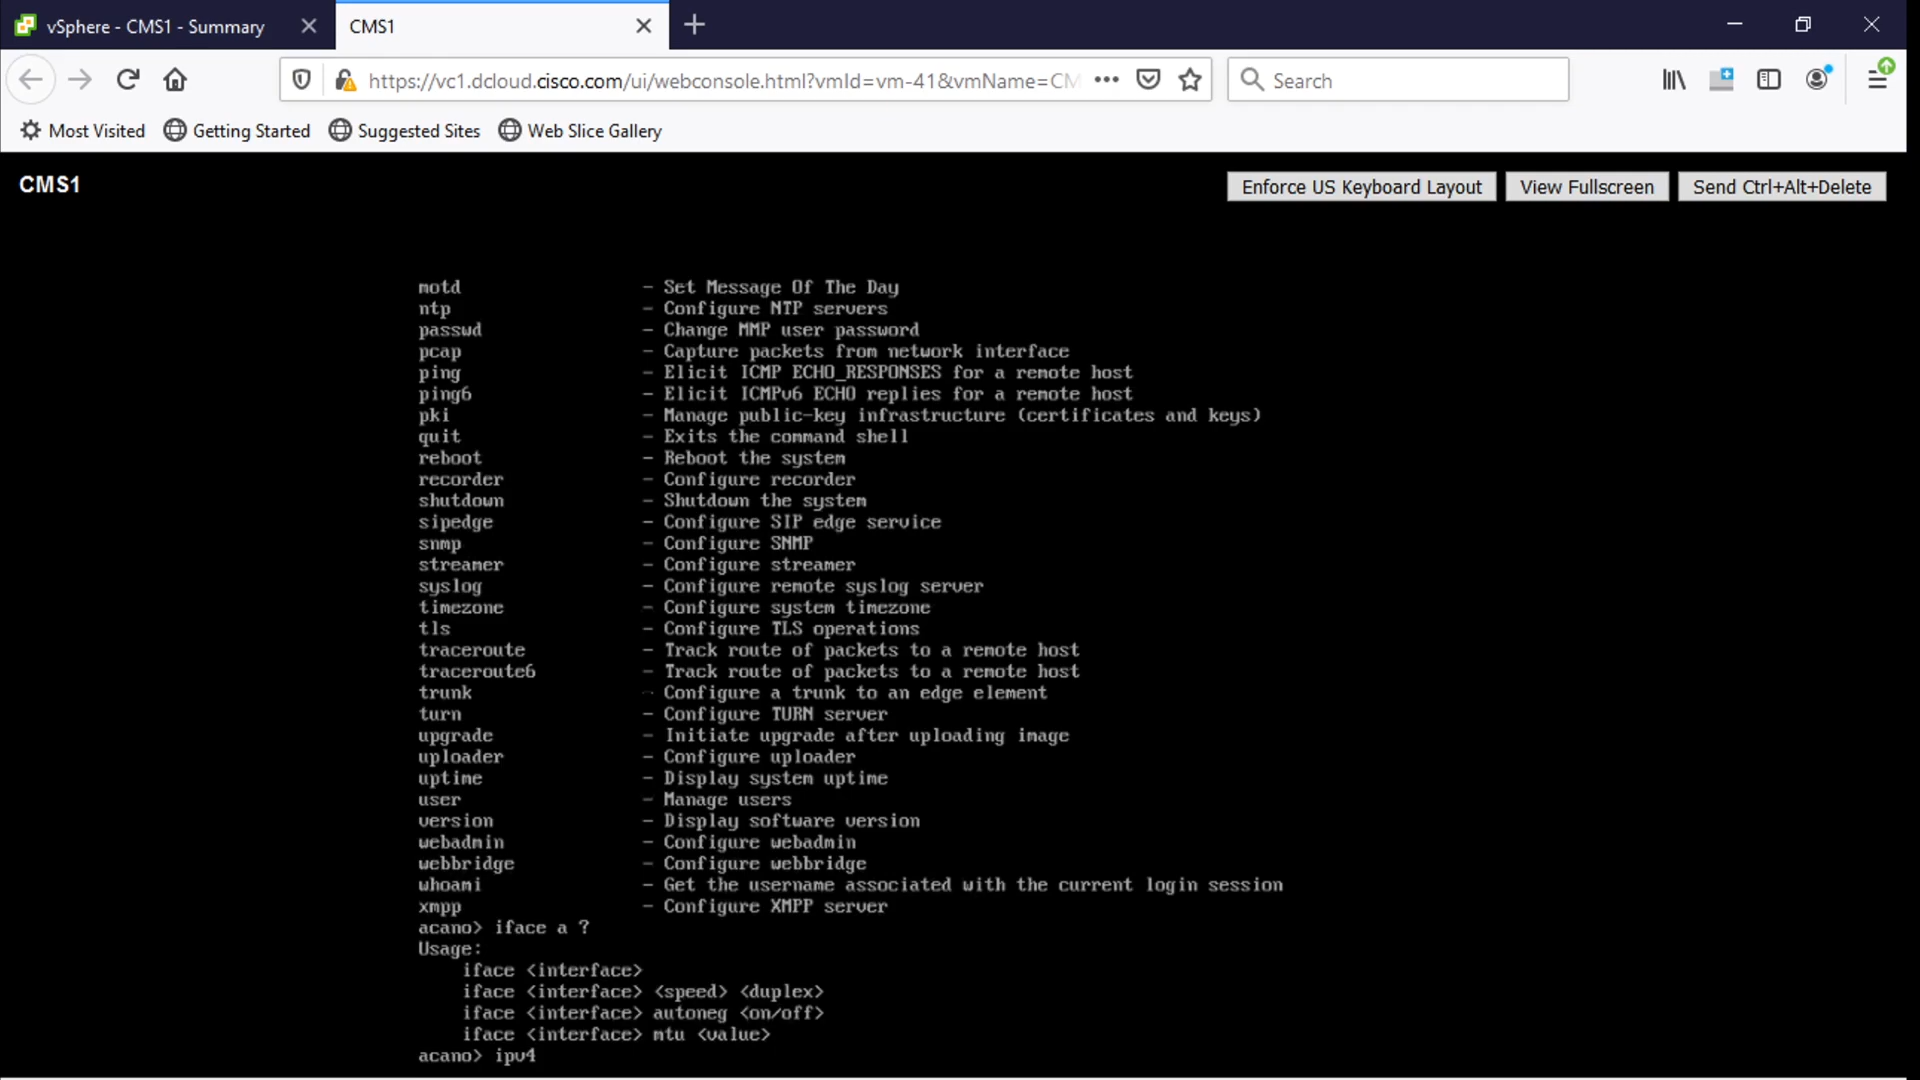 vSphere - CMS1 - Summary
CMS1
https://vc1.dcloud.cisco.com/ui/webconsole.html?vmId=vm-41&vmName=CM
Search
Most Visited
Getting Started
Suggested Sites
Web Slice Gallery
CMS1
Enforce US Keyboard Layout
View Fullscreen
Send Ctrl+Alt+Delete
motd - Set Message Of The Day
ntp - Configure NTP servers
passwd - Change MMP user password
pcap - Capture packets from network interface
ping - Elicit ICMP ECHO_RESPONSES for a remote host
ping6 - Elicit ICMPv6 ECHO replies for a remote host
pki - Manage public-key infrastructure (certificates and keys)
quit - Exits the command shell
reboot - Reboot the system
recorder - Configure recorder
shutdown - Shutdown the system
sipedge - Configure SIP edge service
snmp - Configure SNMP
streamer - Configure streamer
syslog - Configure remote syslog server
timezone - Configure system timezone
tls - Configure TLS operations
traceroute - Track route of packets to a remote host
traceroute6 - Track route of packets to a remote host
trunk - Configure a trunk to an edge element
turn - Configure TURN server
upgrade - Initiate upgrade after uploading image
uploader - Configure uploader
uptime - Display system uptime
user - Manage users
version - Display software version
webadmin - Configure webadmin
webbridge - Configure webbridge
whoami - Get the username associated with the current login session
xmpp - Configure XMPP server
acano> iface a ?
Usage:
iface <interface>
iface <interface> <speed> <duplex>
iface <interface> autoneg <on/off>
iface <interface> mtu <value>
acano> ipv4